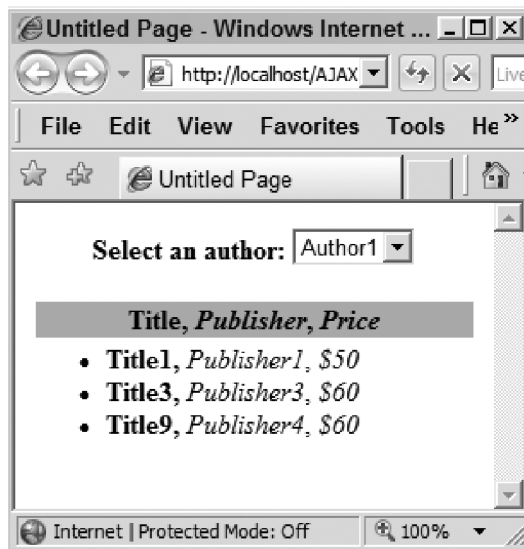 Untitled Page - Windows Internet ...
http://localhost/AJAX
Live
File Edit View Favorites Tools He »
Untitled Page
Select an author: Author1
Title, Publisher, Price
• Title1, Publisher1, $50
• Title3, Publisher3, $60
• Title9, Publisher4, $60
Internet | Protected Mode: Off 100%